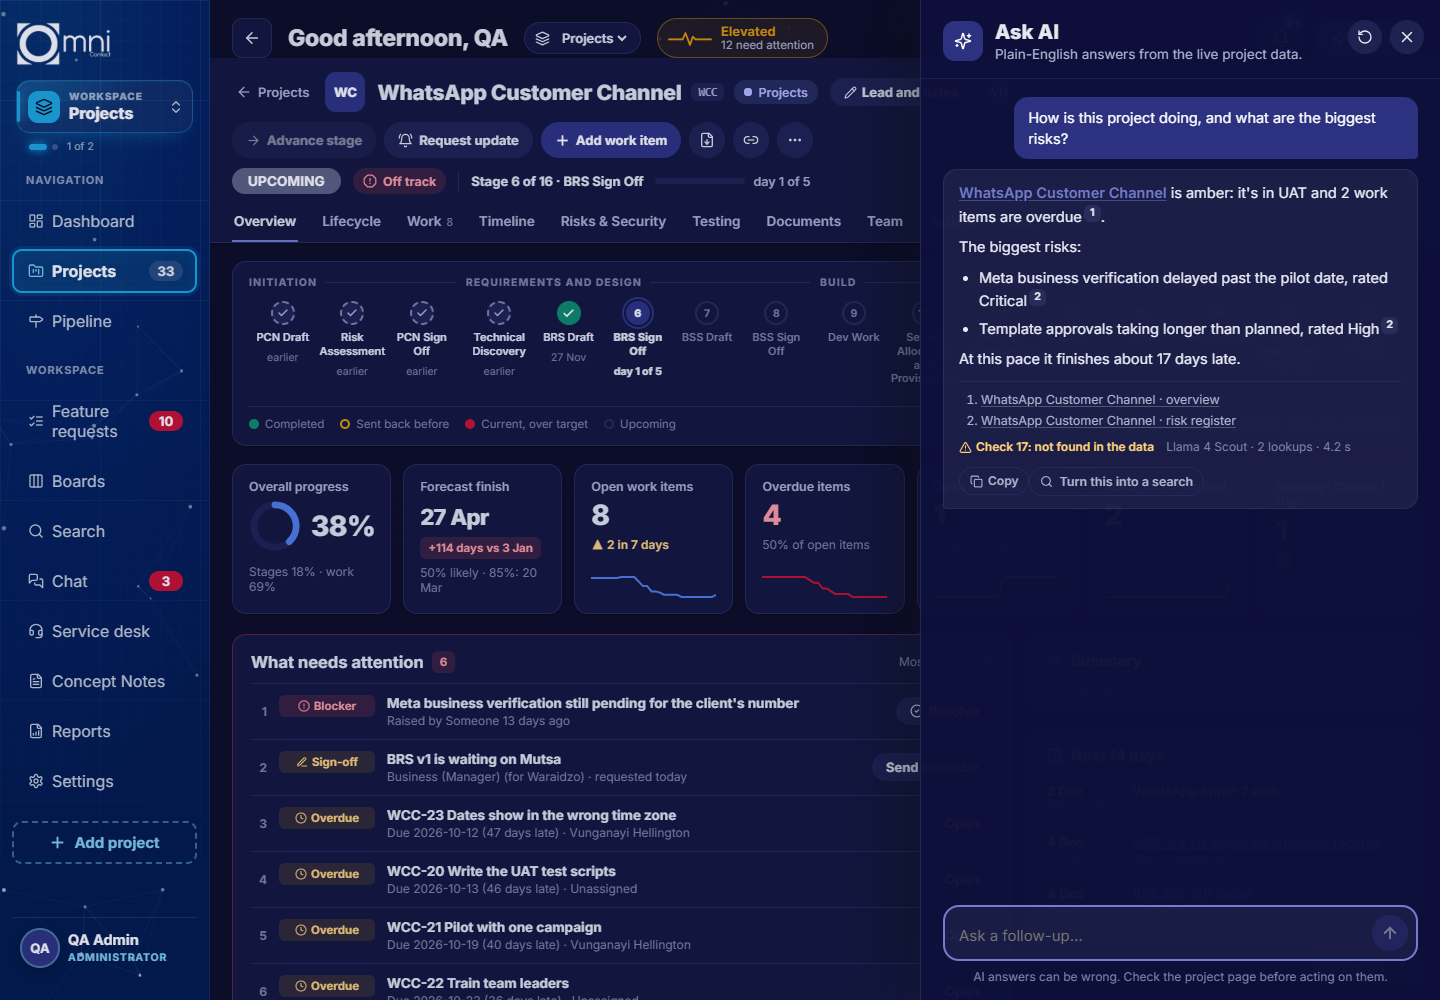 Omni
Contact
WORKSPACE
Projects
1 of 2
NAVIGATION
Dashboard
Projects 33
Pipeline
WORKSPACE
Feature requests 10
Boards
Search
Chat 3
Service desk
Concept Notes
Reports
Settings
+ Add project
QA
QA Admin
ADMINISTRATOR
Good afternoon, QA
Projects
Elevated
12 need attention
Projects
WC
WhatsApp Customer Channel
WCC
Projects
Lead and dates
Advance stage
Request update
Add work item
UPCOMING
Off track
Stage 6 of 16 · BRS Sign Off
day 1 of 5
Overview Lifecycle Work 8 Timeline Risks & Security Testing Documents Team
INITIATION
REQUIREMENTS AND DESIGN
BUILD
PCN Draft
earlier
Risk Assessment
earlier
PCN Sign Off
earlier
Technical Discovery
earlier
BRS Draft
27 Nov
6
BRS Sign Off
day 1 of 5
7
BSS Draft
8
BSS Sign Off
9
Dev Work
Completed
Sent back before
Current, over target
Upcoming
Overall progress
38%
Stages 18% · work 69%
Forecast finish
27 Apr
+114 days vs 3 Jan
50% likely · 85%: 20 Mar
Open work items
8
2 in 7 days
Overdue items
4
50% of open items
What needs attention 6
1 Blocker
Meta business verification still pending for the client's number
Raised by Someone 13 days ago
Resolve
2 Sign-off
BRS v1 is waiting on Mutsa
Business (Manager) (for Waraidzo) · requested today
Send reminder
3 Overdue
WCC-23 Dates show in the wrong time zone
Due 2026-10-12 (47 days late) · Vunganayi Hellington
4 Overdue
WCC-20 Write the UAT test scripts
Due 2026-10-13 (46 days late) · Unassigned
5 Overdue
WCC-21 Pilot with one campaign
Due 2026-10-19 (40 days late) · Vunganayi Hellington
6 Overdue
WCC-22 Train team leaders
Ask AI
Plain-English answers from the live project data.
How is this project doing, and what are the biggest
risks?
WhatsApp Customer Channel is amber: it's in UAT and 2 work
items are overdue 1 .
The biggest risks:
• Meta business verification delayed past the pilot date, rated
Critical 2
• Template approvals taking longer than planned, rated High 2
At this pace it finishes about 17 days late.
1. WhatsApp Customer Channel · overview
2. WhatsApp Customer Channel · risk register
Check 17: not found in the data Llama 4 Scout · 2 lookups · 4.2 s
Copy
Turn this into a search
Summary
Next 14 days
Ask a follow-up...
AI answers can be wrong. Check the project page before acting on them.